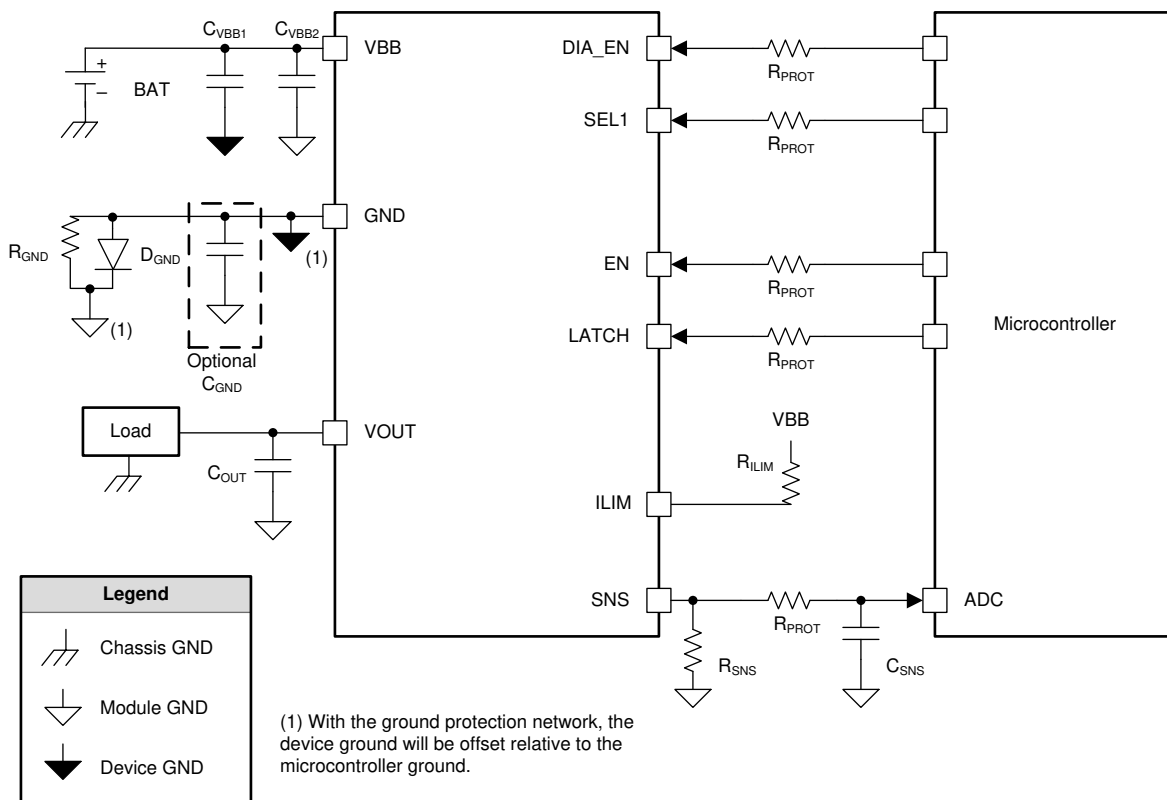 CVBB1 CVBB2
VBB
DIA_EN
RPROT
+
–
BAT
SEL1
RPROT
GND
RGND
DGND
(1)
(1)
Optional
CGND
EN
RPROT
LATCH
RPROT
Microcontroller
Load
VOUT
COUT
VBB
RILIM
ILIM
SNS
RPROT
ADC
RSNS
CSNS
Legend
Chassis GND
Module GND
Device GND
(1) With the ground protection network, the
device ground will be offset relative to the
microcontroller ground.